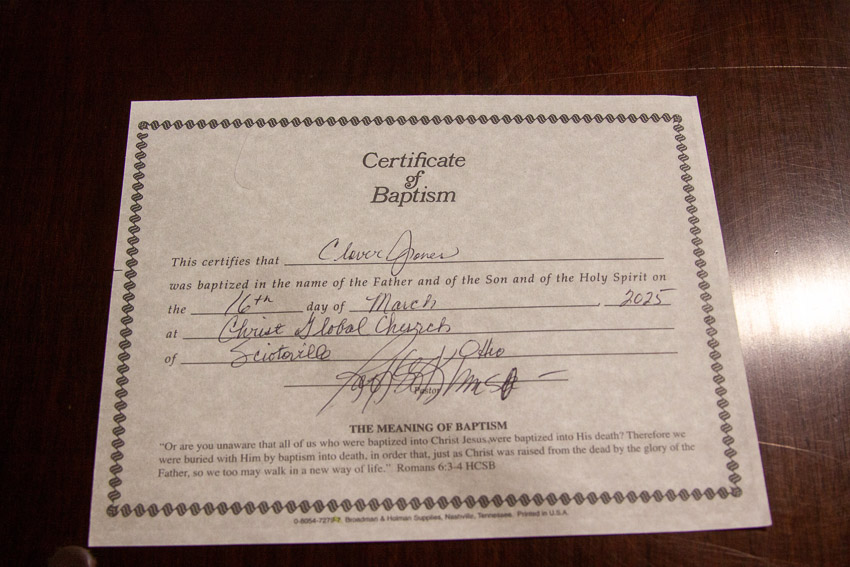 Certificate
of
Baptism
This certifies that Clover Jones
was baptized in the name of the Father and of the Son and of the Holy Spirit on
the 16th day of March, 2025
at Christ Global Church
of Sciotoville Ohio
Pastor
THE MEANING OF BAPTISM
“Or are you unaware that all of us who were baptized into Christ Jesus were baptized into His death? Therefore we
were buried with Him by baptism into death, in order that, just as Christ was raised from the dead by the glory of the
Father, so we too may walk in a new way of life.” Romans 6:3-4 HCSB
Broadman & Holman Supplies, Nashville, Tennessee. Printed in U.S.A.